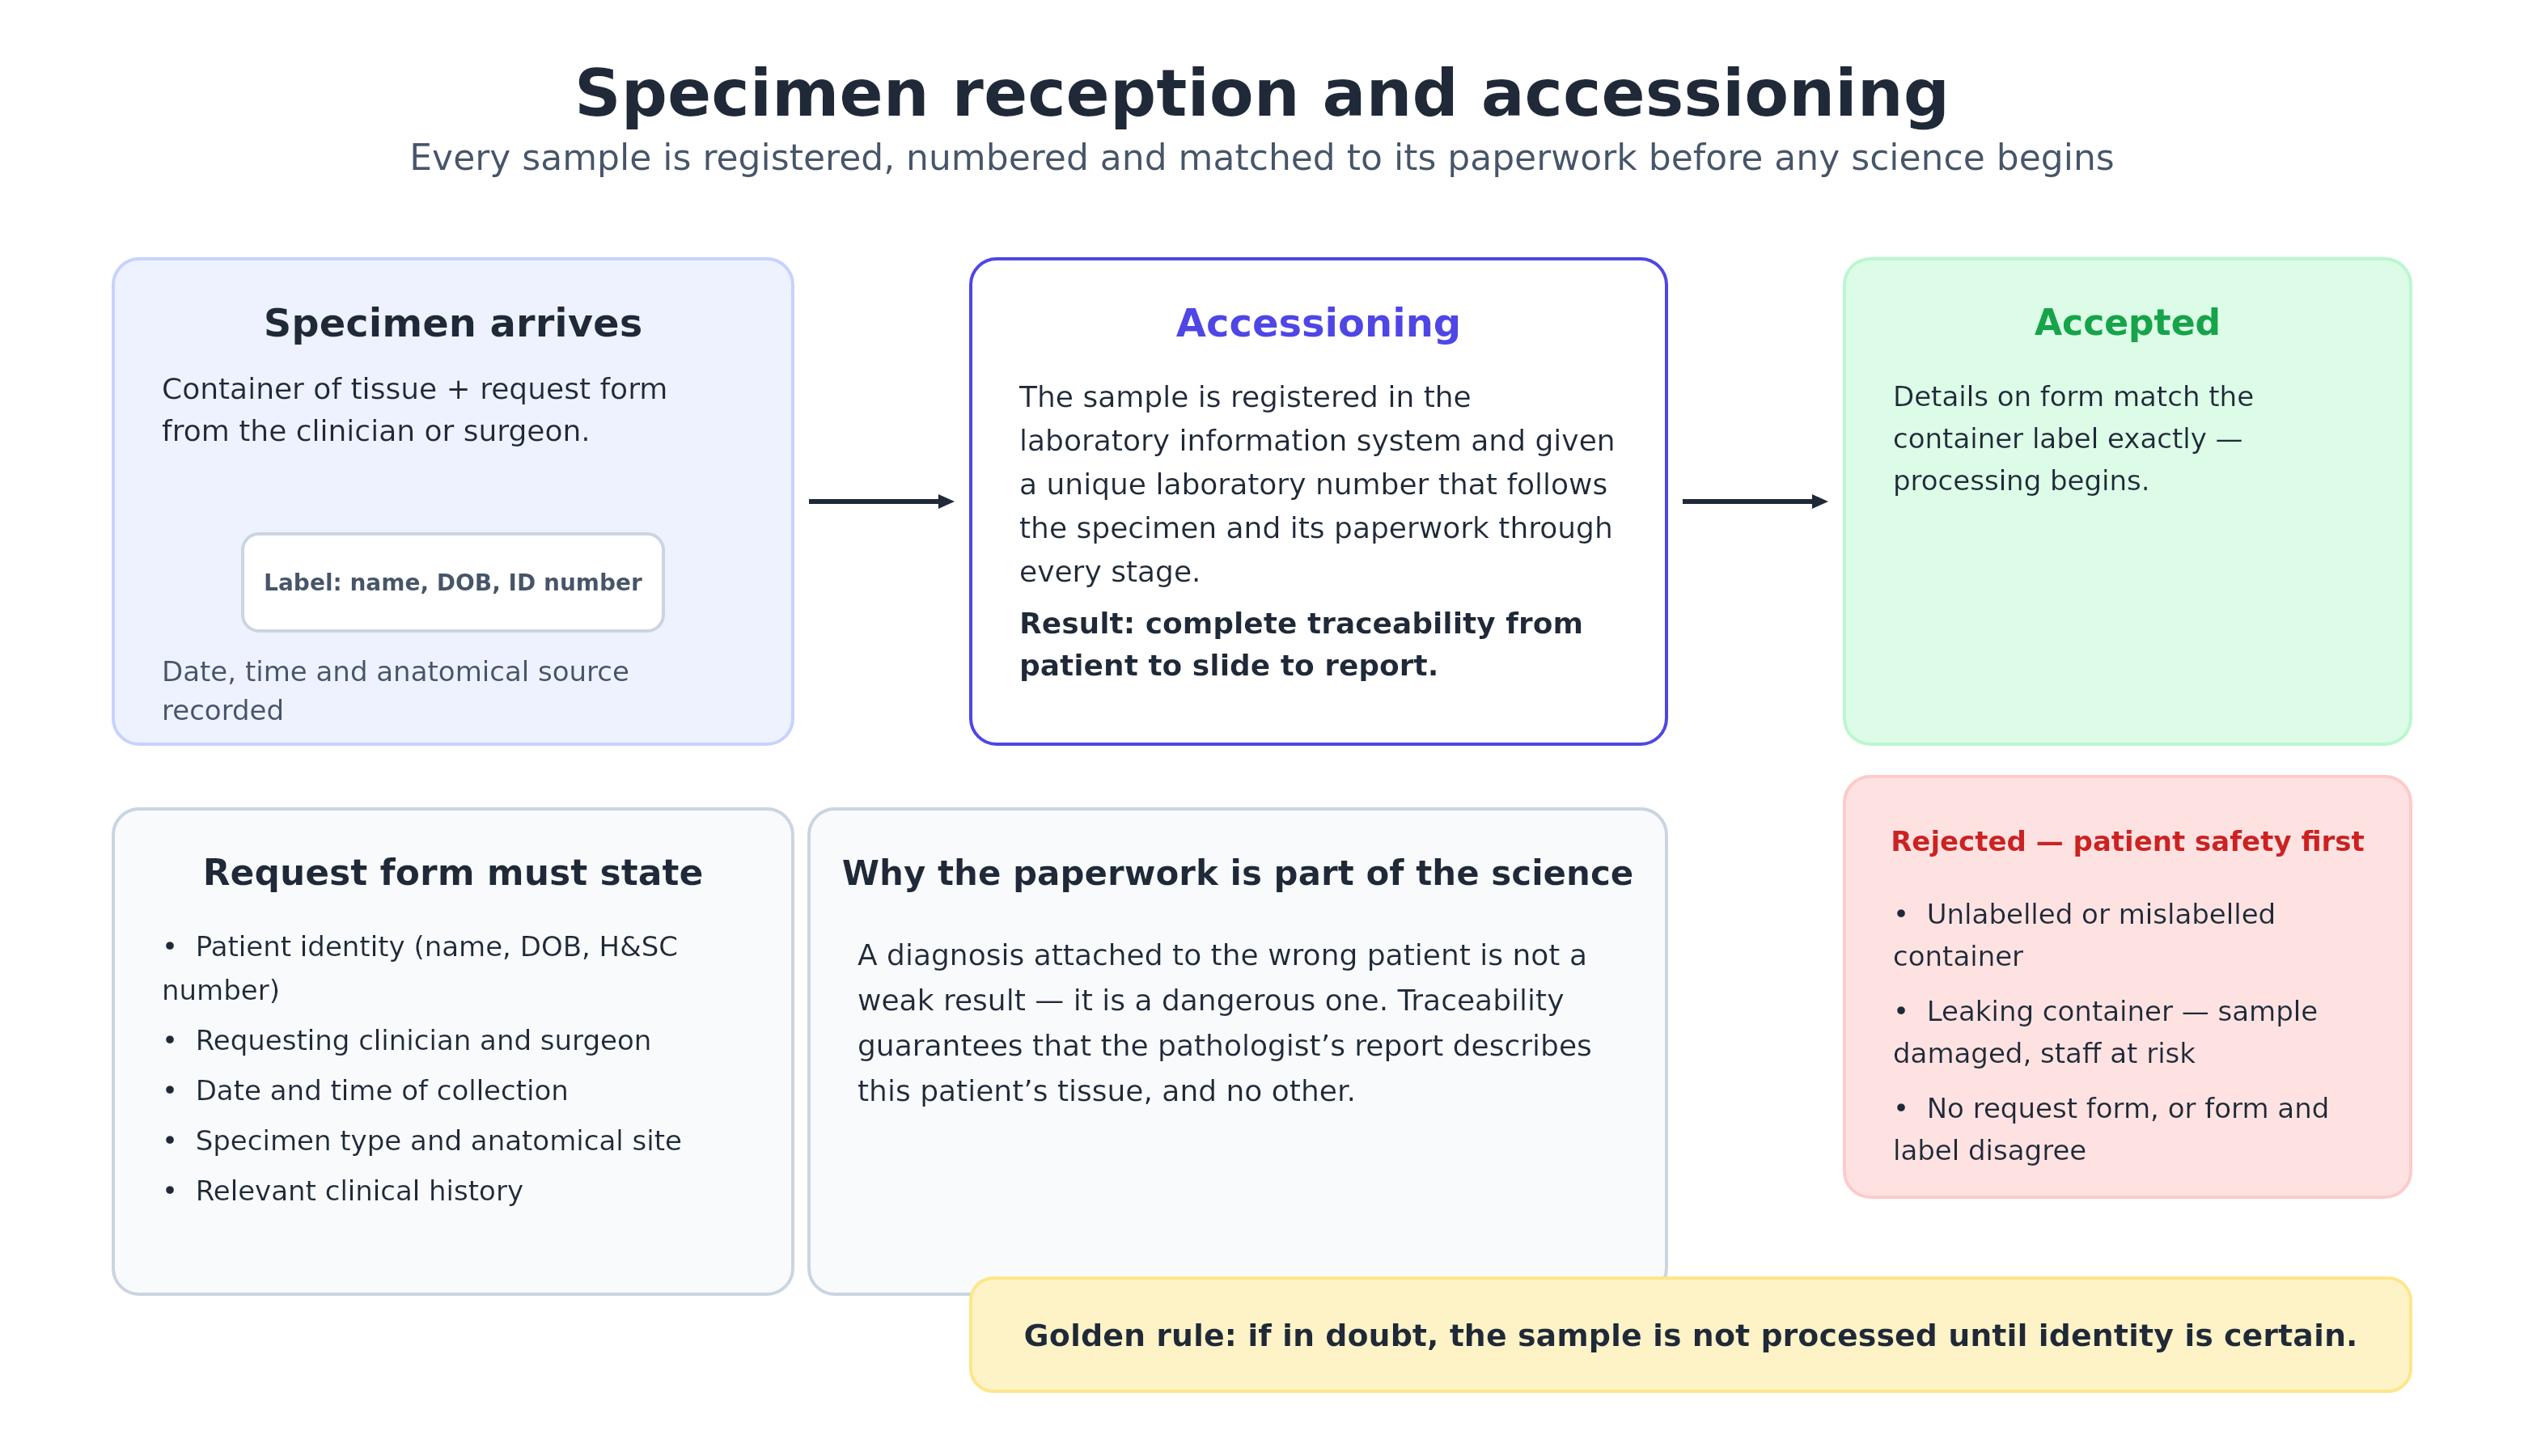 Specimen reception and accessioning
Every sample is registered, numbered and matched to its paperwork before any science begins
Specimen arrives
Container of tissue + request form
from the clinician or surgeon.
Label: name, DOB, ID number
Date, time and anatomical source
recorded
Accessioning
The sample is registered in the
laboratory information system and given
a unique laboratory number that follows
the specimen and its paperwork through
every stage.
Result: complete traceability from
patient to slide to report.
Accepted
Details on form match the
container label exactly —
processing begins.
Request form must state
• Patient identity (name, DOB, H&SC
number)
• Requesting clinician and surgeon
• Date and time of collection
• Specimen type and anatomical site
• Relevant clinical history
Why the paperwork is part of the science
A diagnosis attached to the wrong patient is not a
weak result — it is a dangerous one. Traceability
guarantees that the pathologist’s report describes
this patient’s tissue, and no other.
Rejected — patient safety first
• Unlabelled or mislabelled
container
• Leaking container — sample
damaged, staff at risk
• No request form, or form and
label disagree
Golden rule: if in doubt, the sample is not processed until identity is certain.